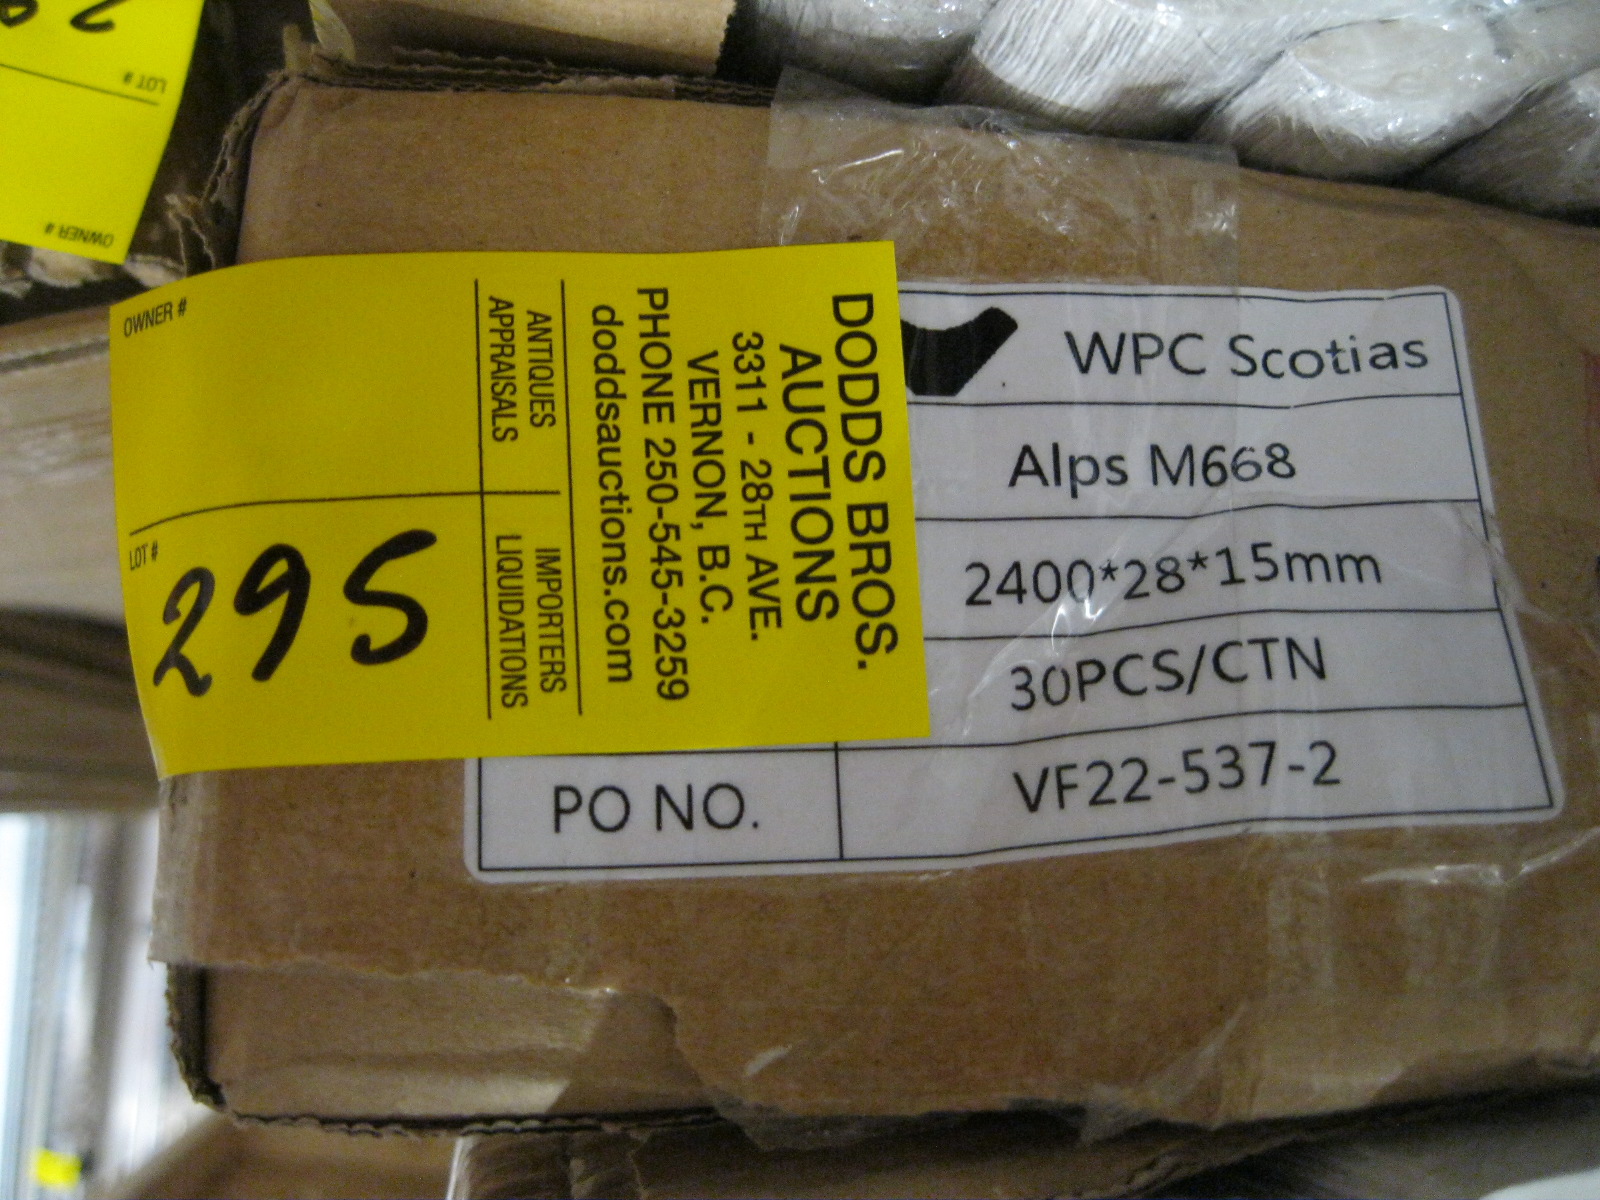 LOT #
OWNER #
OWNER #
LOT #
295
ANTIQUES
APPRAISALS
IMPORTERS
LIQUIDATIONS
DODDS BROS.
AUCTIONS
3311 - 28TH AVE.
VERNON, B.C.
PHONE 250-545-3259
doddsauctions.com
WPC Scotias
Alps M668
2400*28*15mm
30PCS/CTN
PO NO.
VF22-537-2